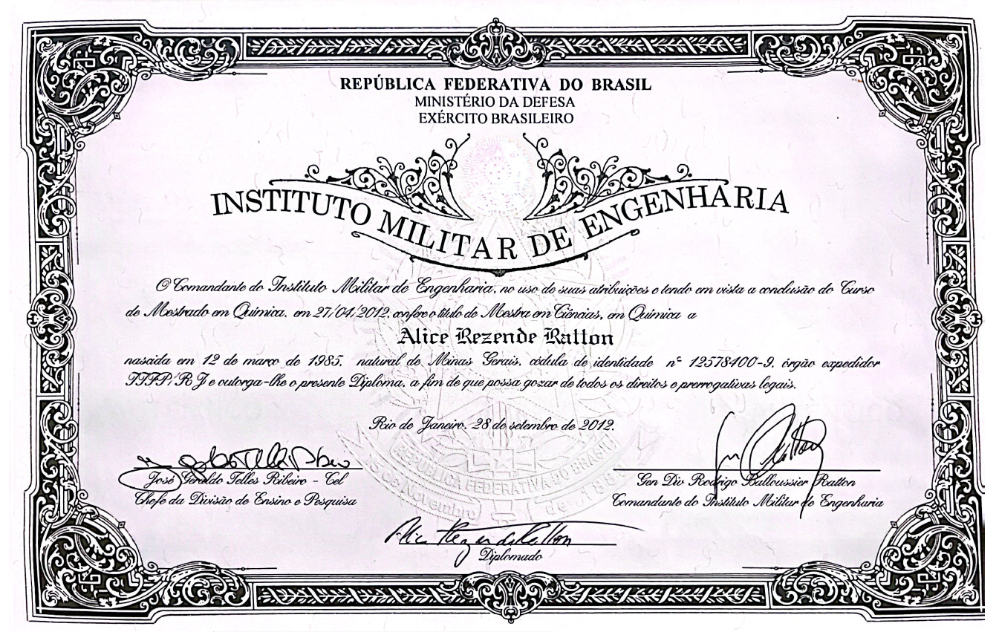 REPÚBLICA FEDERATIVA DO BRASIL
MINISTÉRIO DA DEFESA
EXÉRCITO BRASILEIRO
INSTITUTO MILITAR DE ENGENHARIA
O Comandante do Instituto Militar de Engenharia, no uso de suas atribuições e tendo em vista a conclusão do Curso
de Mestrado em Química, em 27/04/2012, confere o título de Mestra em Ciências, em Química a
Alice Rezende Ratton
nascida em 12 de março de 1985, natural de Minas Gerais, cédula de identidade nº 12578400-9, órgão expedidor
IFP/RJ e outorga-lhe o presente Diploma, a fim de que possa gozar de todos os direitos e prerrogativas legais.
Rio de Janeiro, 28 de setembro de 2012.
REPÚBLICA FEDERATIVA DO BRASIL
15 de Novembro de 1889
José Geraldo Telles Ribeiro - Cel
Chefe da Divisão de Ensino e Pesquisa
Gen Div Rodrigo Balloussier Ratton
Comandante do Instituto Militar de Engenharia
Alice Rezende Ratton
Diplomado